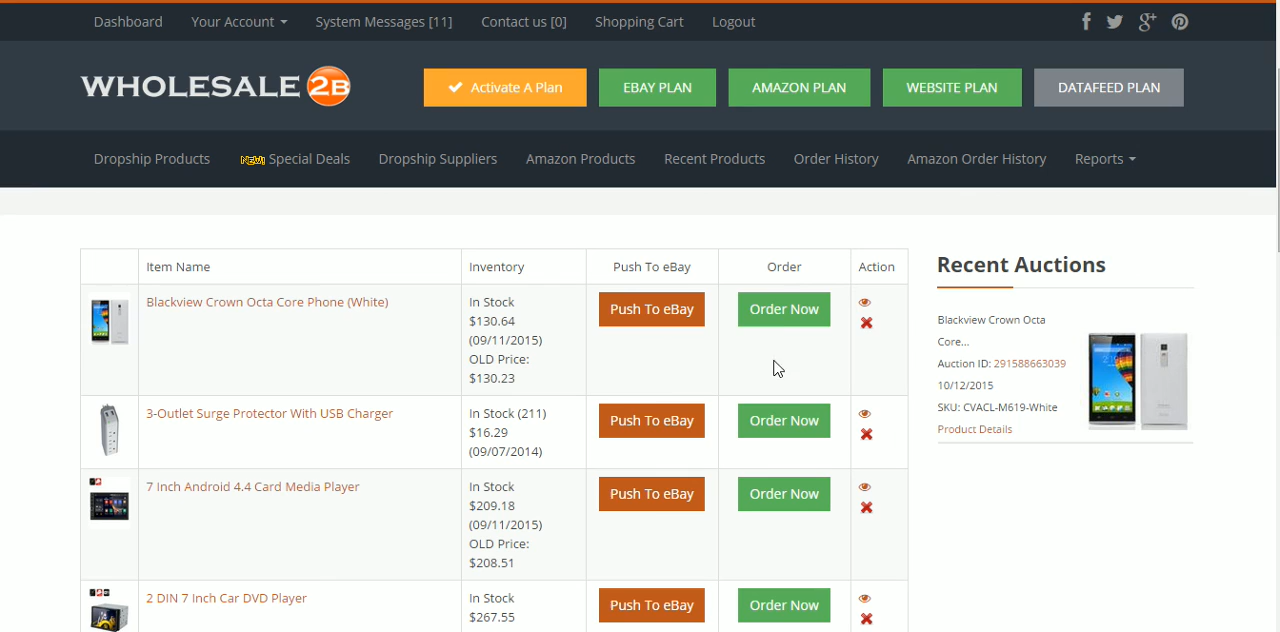 Dashboard Your Account System Messages [11] Contact us [0] Shopping Cart Logout
WHOLESALE 2B
Activate A Plan EBAY PLAN AMAZON PLAN WEBSITE PLAN DATAFEED PLAN
Dropship Products NEW! Special Deals Dropship Suppliers Amazon Products Recent Products Order History Amazon Order History Reports
Item Name Inventory Push To eBay Order Action
Blackview Crown Octa Core Phone (White) In Stock Push To eBay Order Now
$130.64
(09/11/2015)
OLD Price:
$130.23
3-Outlet Surge Protector With USB Charger In Stock (211) Push To eBay Order Now
$16.29
(09/07/2014)
7 Inch Android 4.4 Card Media Player In Stock Push To eBay Order Now
$209.18
(09/11/2015)
OLD Price:
$208.51
2 DIN 7 Inch Car DVD Player In Stock Push To eBay Order Now
$267.55
Recent Auctions
Blackview Crown Octa
Core...
Auction ID: 291588663039
10/12/2015
SKU: CVACL-M619-White
Product Details